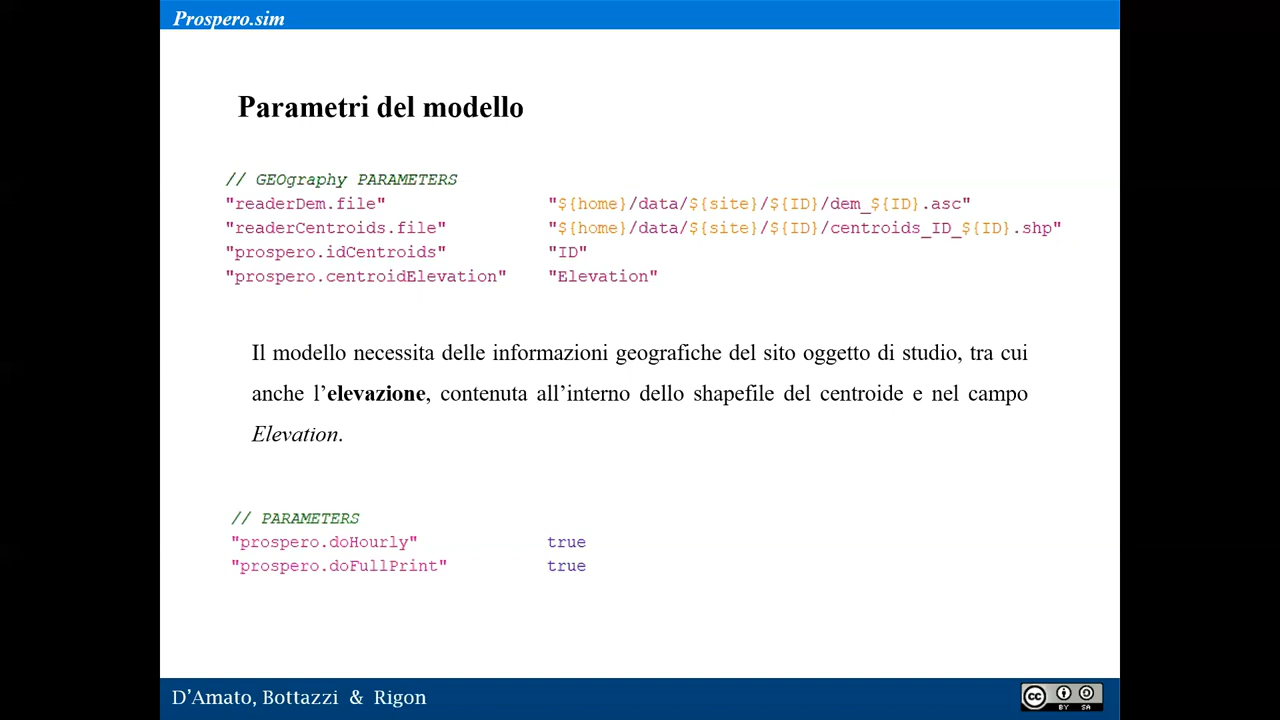 Prospero.sim
Parametri del modello
// GEOgraphy PARAMETERS
"readerDem.file" "${home}/data/${site}/${ID}/dem_${ID}.asc"
"readerCentroids.file" "${home}/data/${site}/${ID}/centroids_ID_${ID}.shp"
"prospero.idCentroids" "ID"
"prospero.centroidElevation" "Elevation"
Il modello necessita delle informazioni geografiche del sito oggetto di studio, tra cui
anche l’elevazione, contenuta all’interno dello shapefile del centroide e nel campo
Elevation.
// PARAMETERS
"prospero.doHourly" true
"prospero.doFullPrint" true
D’Amato, Bottazzi & Rigon
cc BY SA